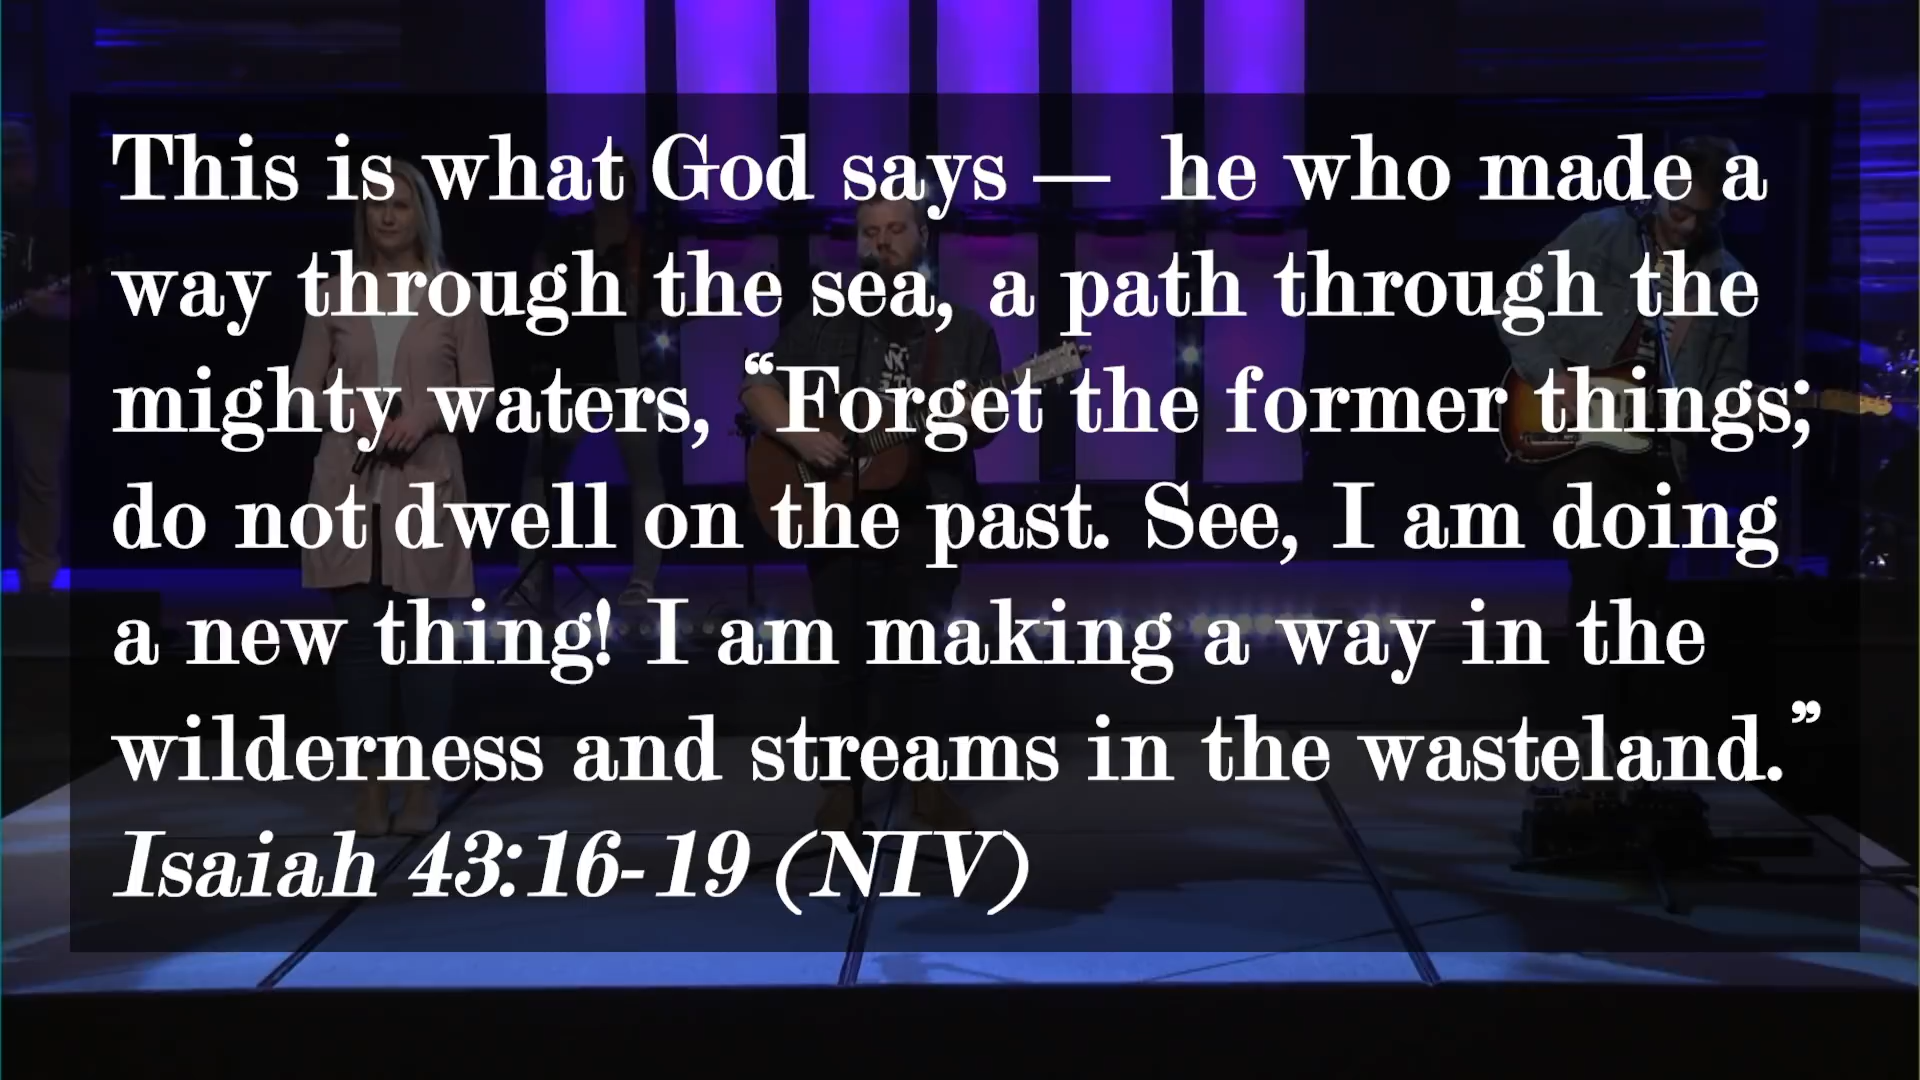 This is what God says — he who made a
way through the sea, a path through the
mighty waters, “Forget the former things;
do not dwell on the past. See, I am doing
a new thing! I am making a way in the
wilderness and streams in the wasteland.”
Isaiah 43:16-19 (NIV)